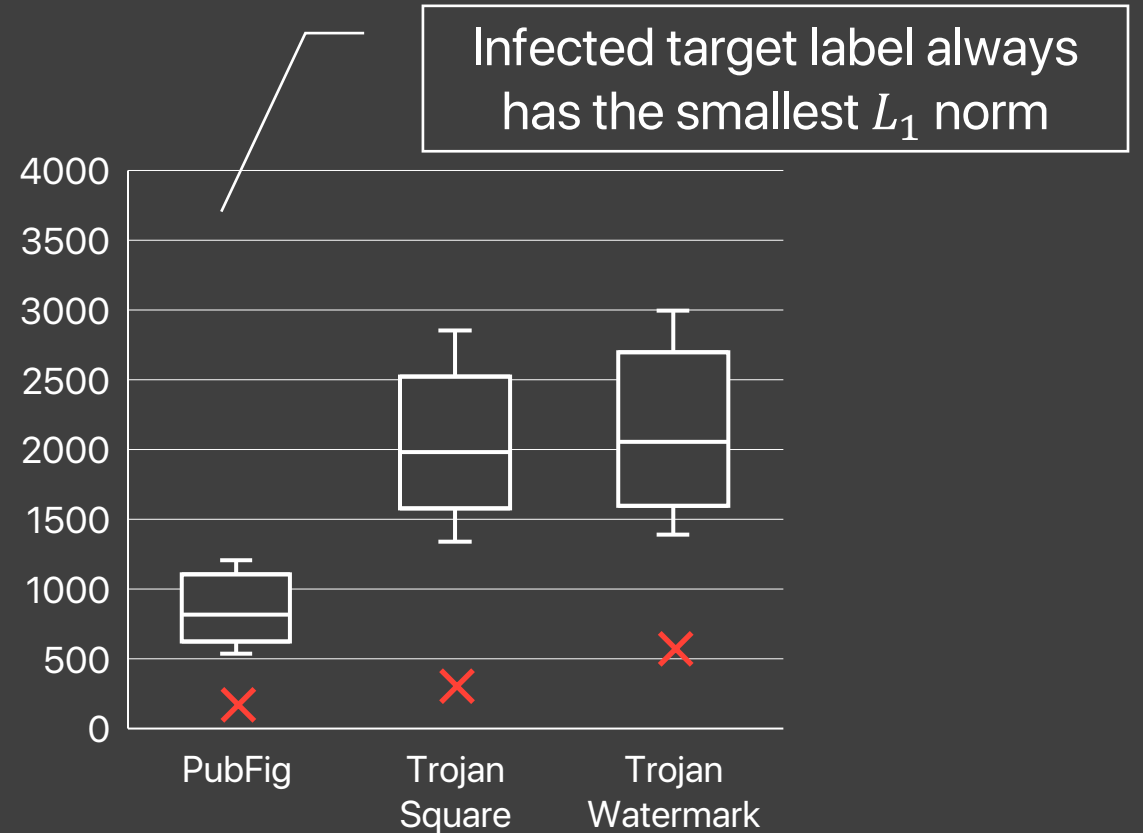 Infected target label always
has the smallest L₁ norm
4000
3500
3000
2500
2000
1500
1000
500
0
PubFig
Trojan
Square
Trojan
Watermark